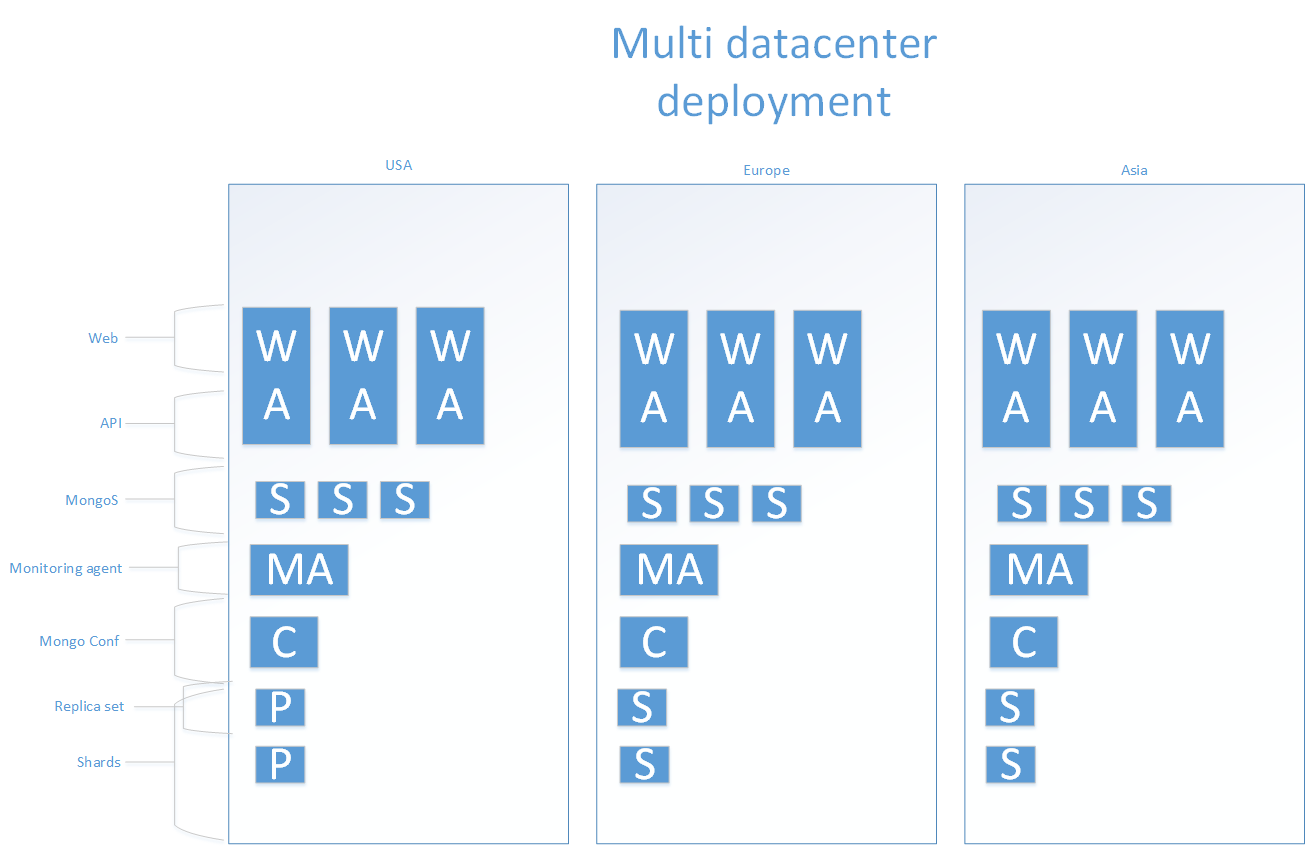 Multi datacenter
deployment
USA
Europe
Asia
Web
W W W W W W W W W
A A A A A A A A A
API
MongoS
S S S S S S S S S
Monitoring agent
MA MA MA
Mongo Conf
C C C
Replica set
P S S
Shards
P S S